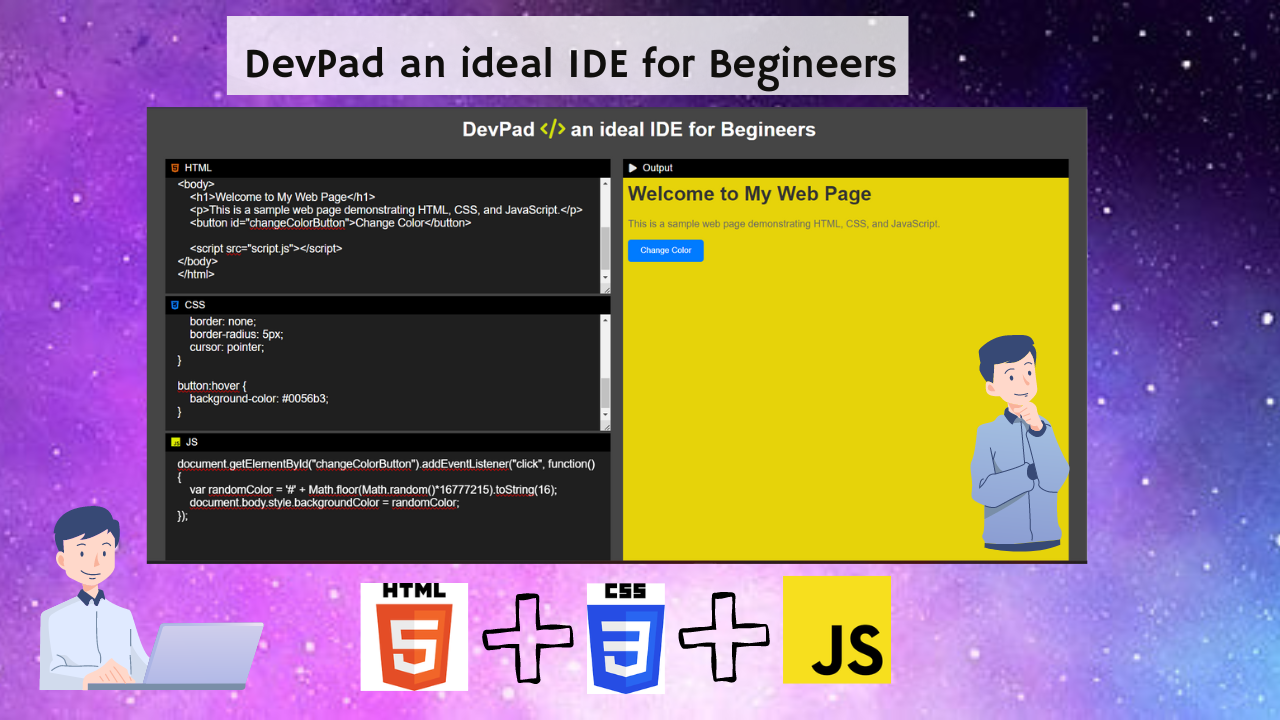 DevPad an ideal IDE for Begineers
DevPad </> an ideal IDE for Begineers
HTML
<body>
<h1>Welcome to My Web Page</h1>
<p>This is a sample web page demonstrating HTML, CSS, and JavaScript.</p>
<button id="changeColorButton">Change Color</button>
<script src="script.js"></script>
</body>
</html>
CSS
border: none;
border-radius: 5px;
cursor: pointer;
}
button:hover {
background-color: #0056b3;
}
JS
document.getElementById("changeColorButton").addEventListener("click", function()
{
var randomColor = '#' + Math.floor(Math.random()*16777215).toString(16);
document.body.style.backgroundColor = randomColor;
});
Output
Welcome to My Web Page
This is a sample web page demonstrating HTML, CSS, and JavaScript.
Change Color
HTML
5
CSS
3
JS